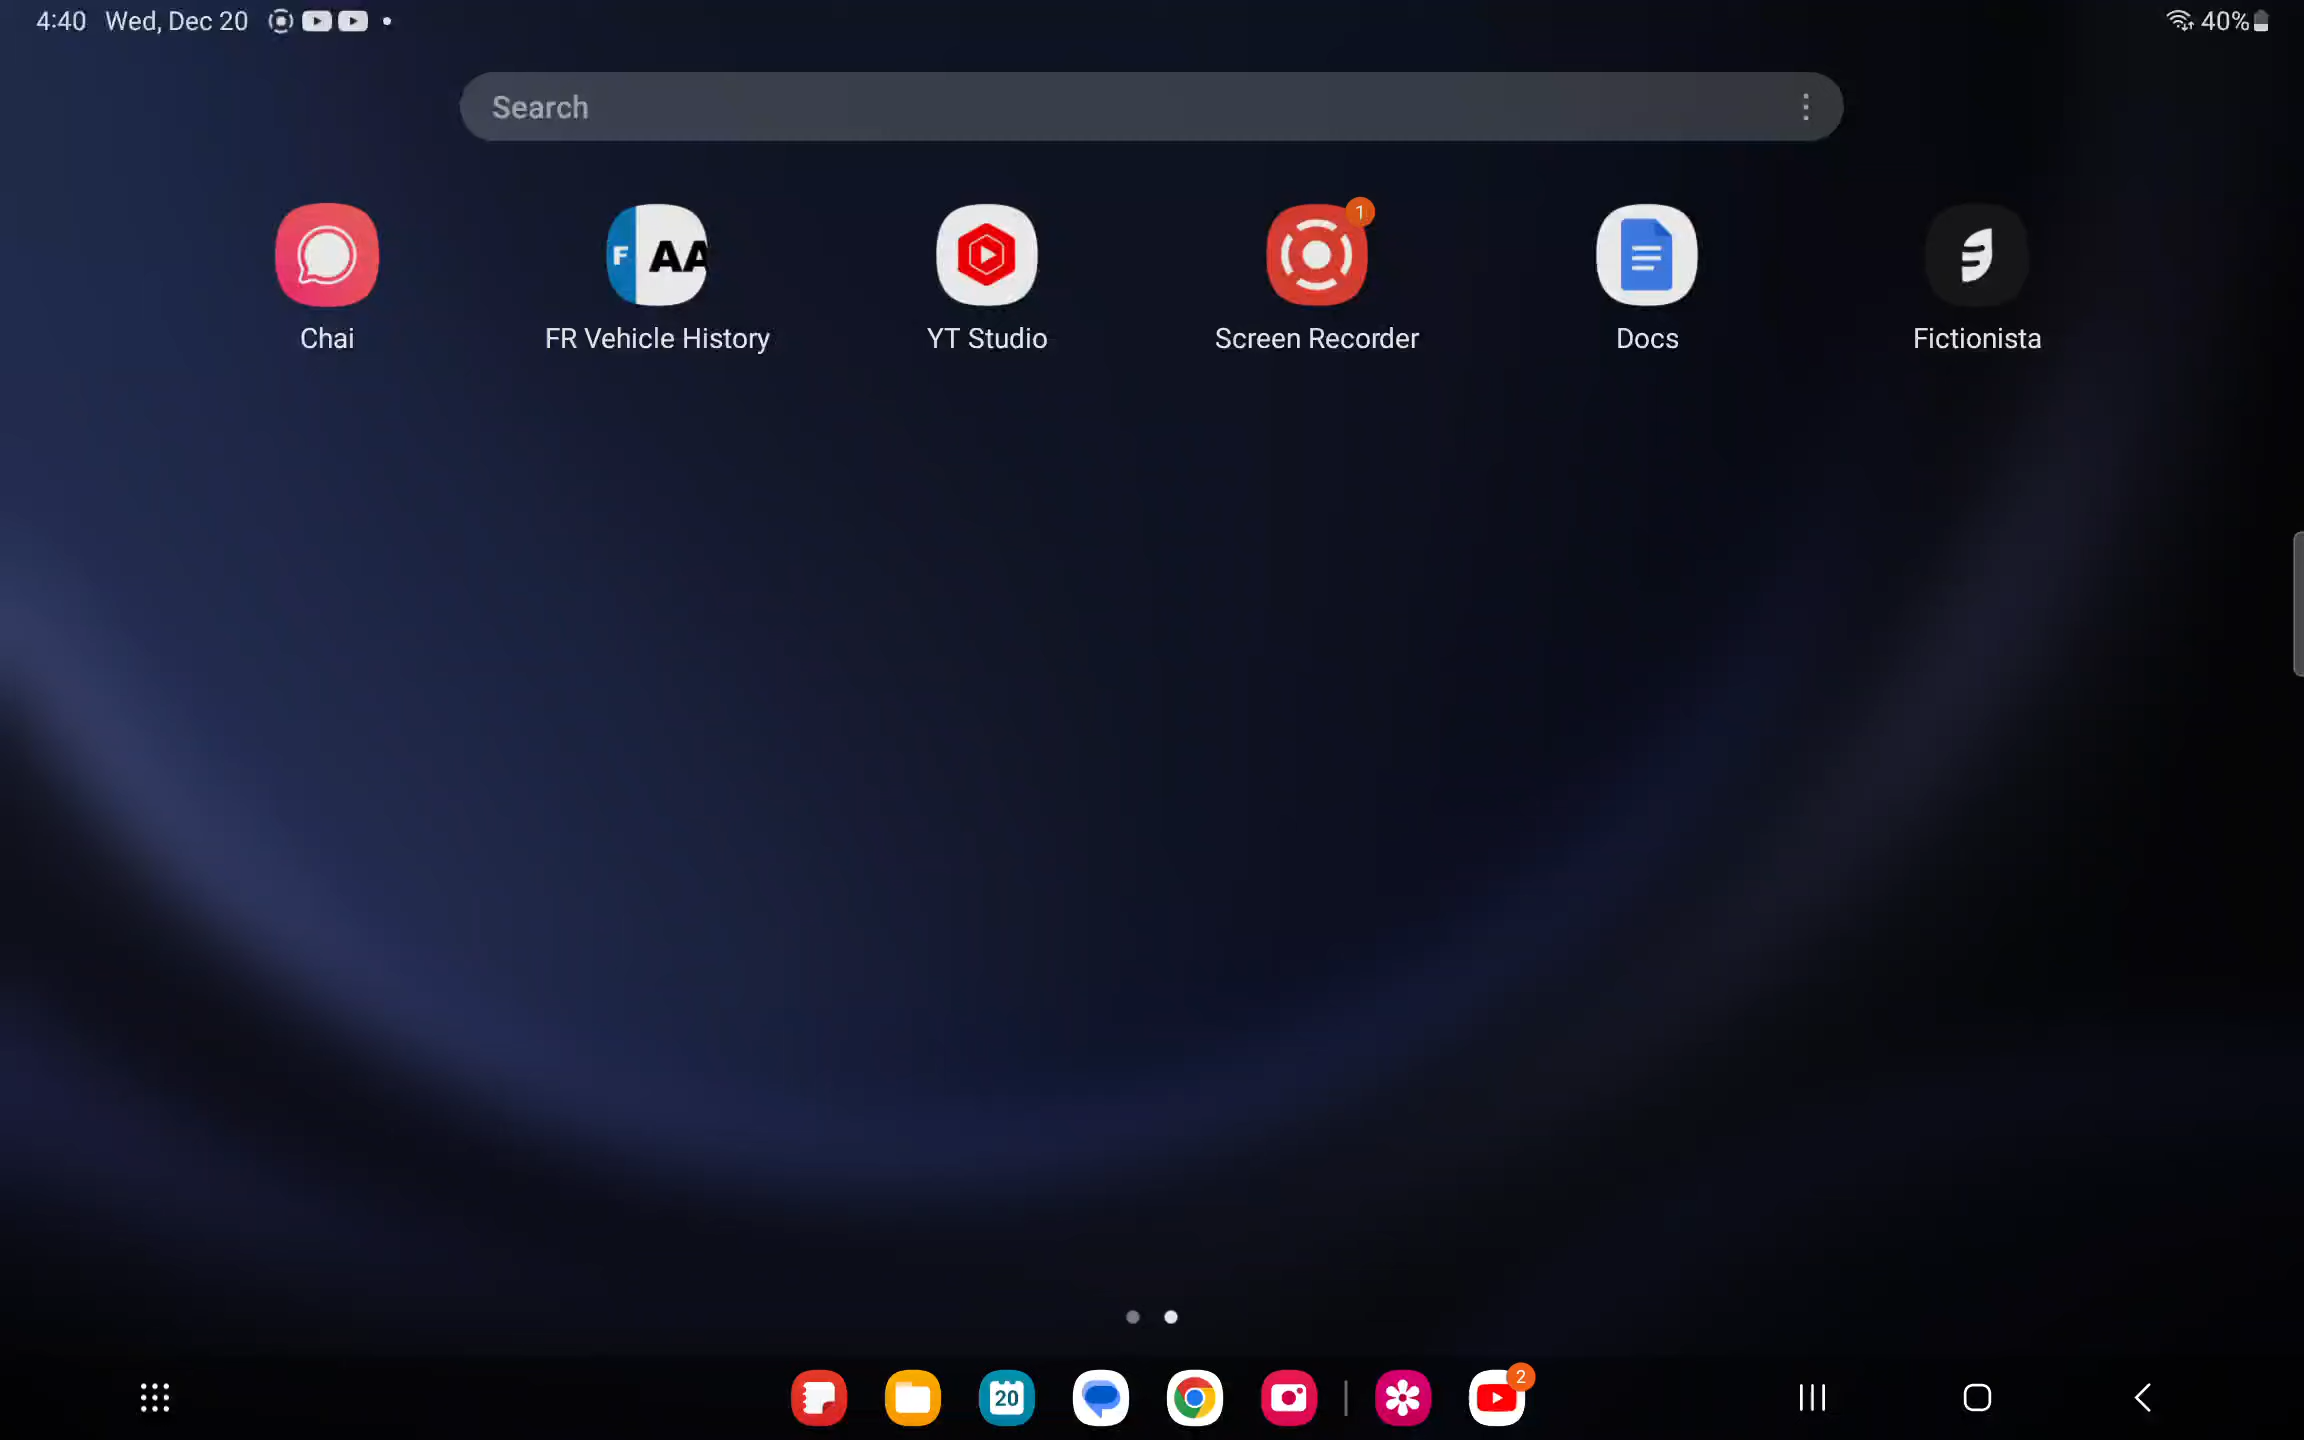 4:40 Wed, Dec 20
40%
Search
1
F AA
Chai
FR Vehicle History
YT Studio
Screen Recorder
Docs
Fictionista
20
2